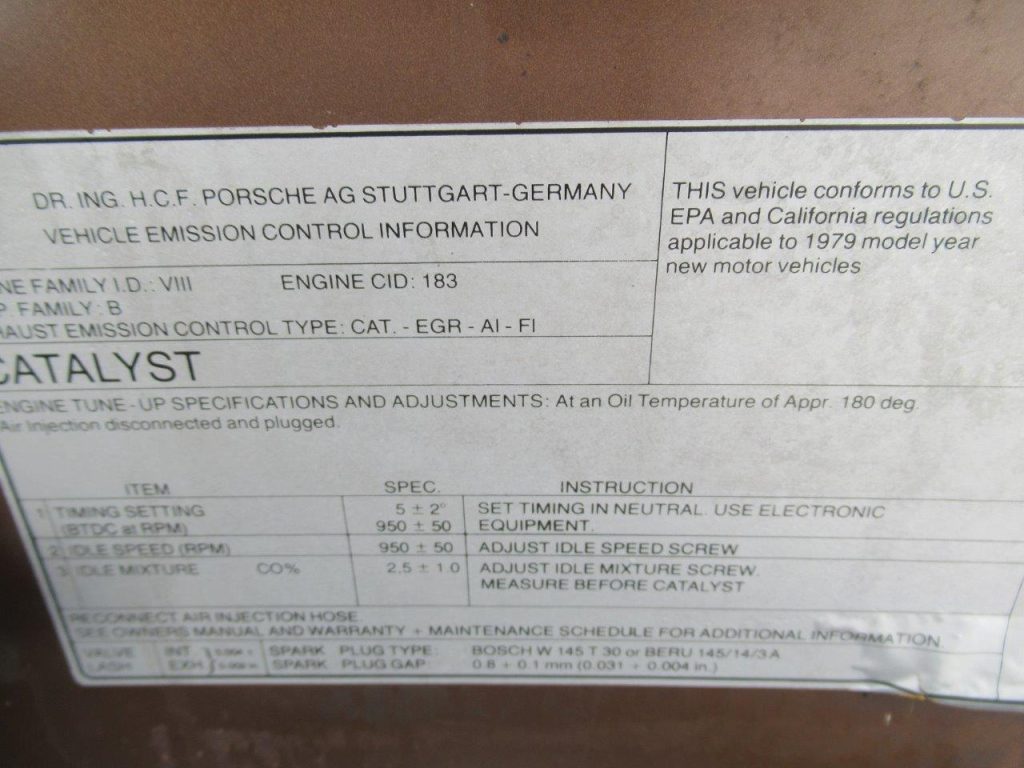 DR. ING. H.C.F. PORSCHE AG STUTTGART-GERMANY
VEHICLE EMISSION CONTROL INFORMATION
THIS vehicle conforms to U.S.
EPA and California regulations
applicable to 1979 model year
new motor vehicles
NE FAMILY I.D.: VIII ENGINE CID: 183
P. FAMILY: B
HAUST EMISSION CONTROL TYPE: CAT. - EGR - AI - FI
CATALYST
ENGINE TUNE-UP SPECIFICATIONS AND ADJUSTMENTS: At an Oil Temperature of Appr. 180 deg.
Air Injection disconnected and plugged.
ITEM SPEC. INSTRUCTION
1 TIMING SETTING 5 ± 2° SET TIMING IN NEUTRAL. USE ELECTRONIC
(BTDC at RPM) 950 ± 50 EQUIPMENT.
2 IDLE SPEED (RPM) 950 ± 50 ADJUST IDLE SPEED SCREW
3 IDLE MIXTURE CO% 2.5 ± 1.0 ADJUST IDLE MIXTURE SCREW.
MEASURE BEFORE CATALYST
RECONNECT AIR INJECTION HOSE.
SEE OWNERS MANUAL AND WARRANTY + MAINTENANCE SCHEDULE FOR ADDITIONAL INFORMATION.
VALVE INT. SPARK PLUG TYPE: BOSCH W 145 T 30 or BERU 145/14/3 A
LASH EXH SPARK PLUG GAP: 0.8 + 0.1 mm (0.031 + 0.004 in.)